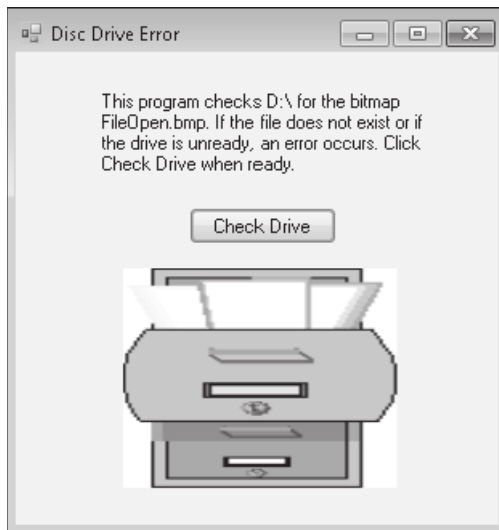 Disc Drive Error
This program checks D:\ for the bitmap
FileOpen.bmp. If the file does not exist or if
the drive is unready, an error occurs. Click
Check Drive when ready.
Check Drive